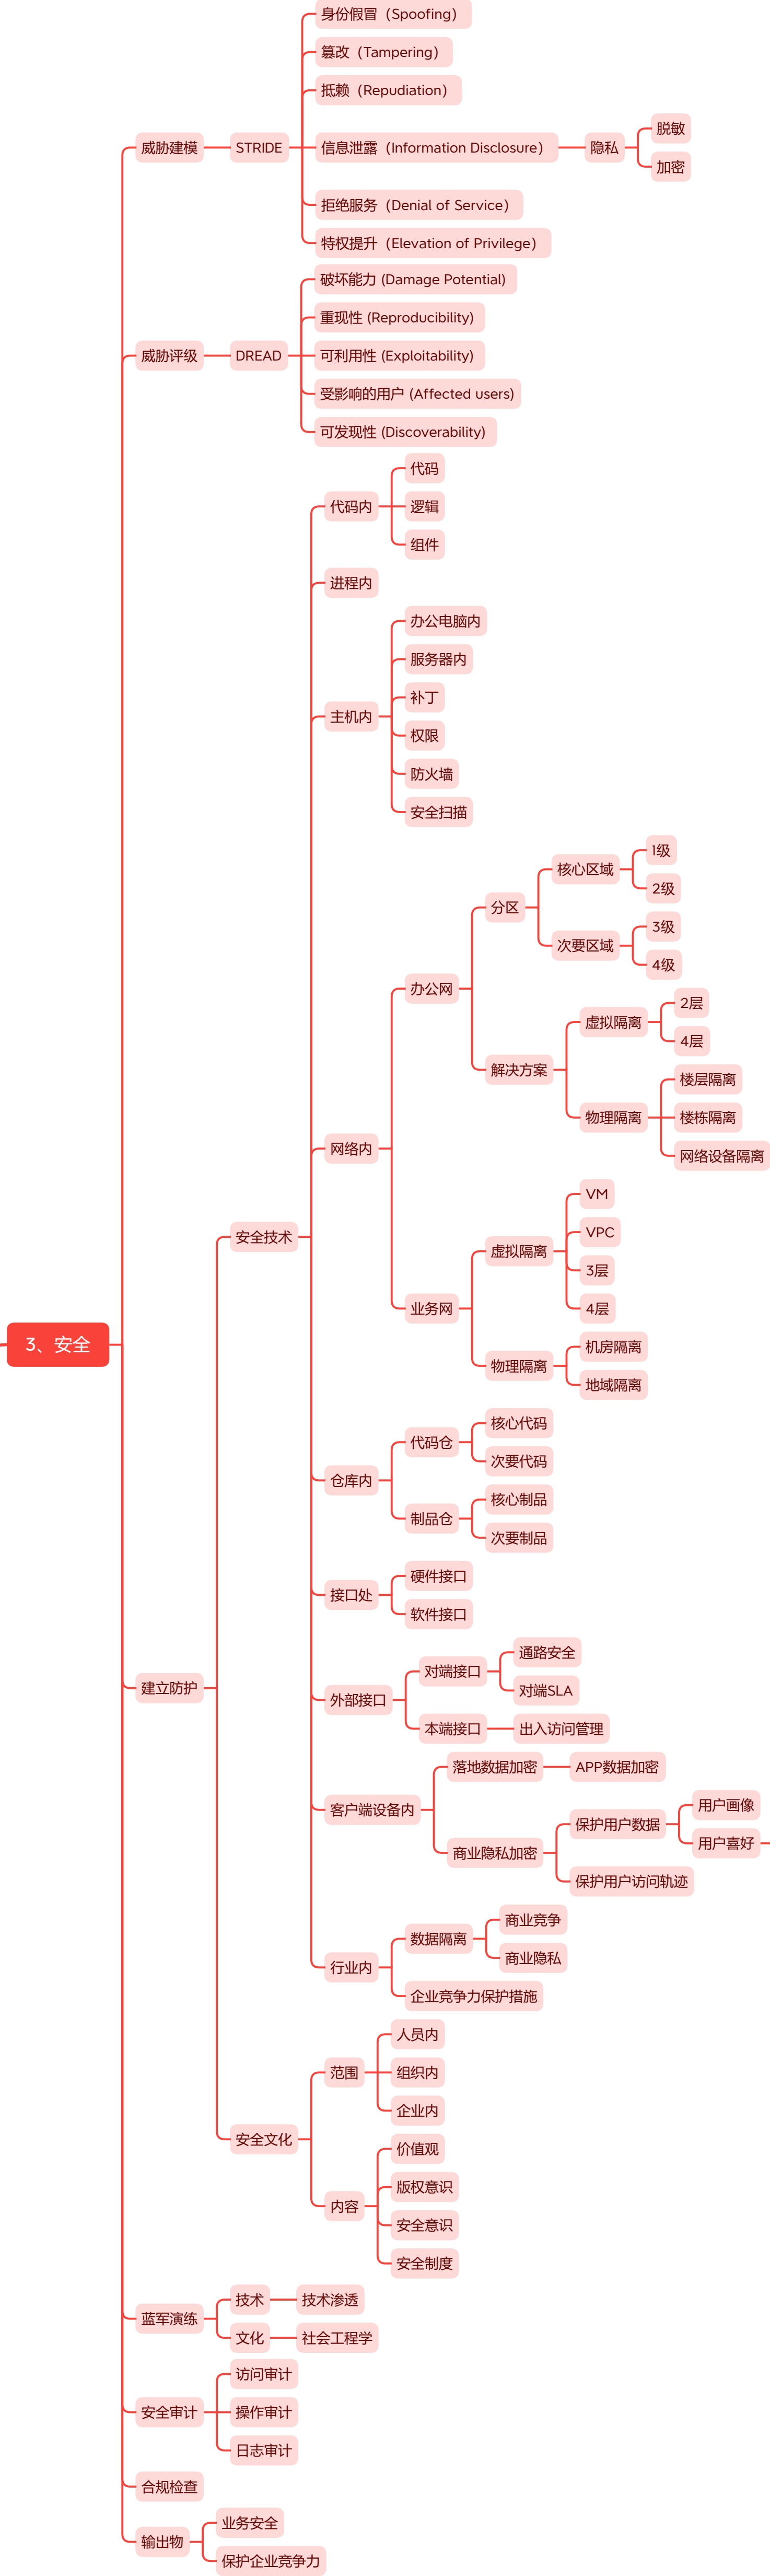 3、安全
威胁建模
STRIDE
身份假冒（Spoofing）
篡改（Tampering）
抵赖（Repudiation）
信息泄露（Information Disclosure）
隐私
脱敏
加密
拒绝服务（Denial of Service）
特权提升（Elevation of Privilege）
威胁评级
DREAD
破坏能力 (Damage Potential)
重现性 (Reproducibility)
可利用性 (Exploitability)
受影响的用户 (Affected users)
可发现性 (Discoverability)
建立防护
安全技术
代码内
代码
逻辑
组件
进程内
主机内
办公电脑内
服务器内
补丁
权限
防火墙
安全扫描
网络内
办公网
分区
核心区域
1级
2级
次要区域
3级
4级
解决方案
虚拟隔离
2层
4层
物理隔离
楼层隔离
楼栋隔离
网络设备隔离
业务网
虚拟隔离
VM
VPC
3层
4层
物理隔离
机房隔离
地域隔离
仓库内
代码仓
核心代码
次要代码
制品仓
核心制品
次要制品
接口处
硬件接口
软件接口
外部接口
对端接口
通路安全
对端SLA
本端接口
出入访问管理
客户端设备内
落地数据加密
APP数据加密
商业隐私加密
保护用户数据
用户画像
用户喜好
保护用户访问轨迹
行业内
数据隔离
商业竞争
商业隐私
企业竞争力保护措施
安全文化
范围
人员内
组织内
企业内
内容
价值观
版权意识
安全意识
安全制度
蓝军演练
技术
技术渗透
文化
社会工程学
安全审计
访问审计
操作审计
日志审计
合规检查
输出物
业务安全
保护企业竞争力